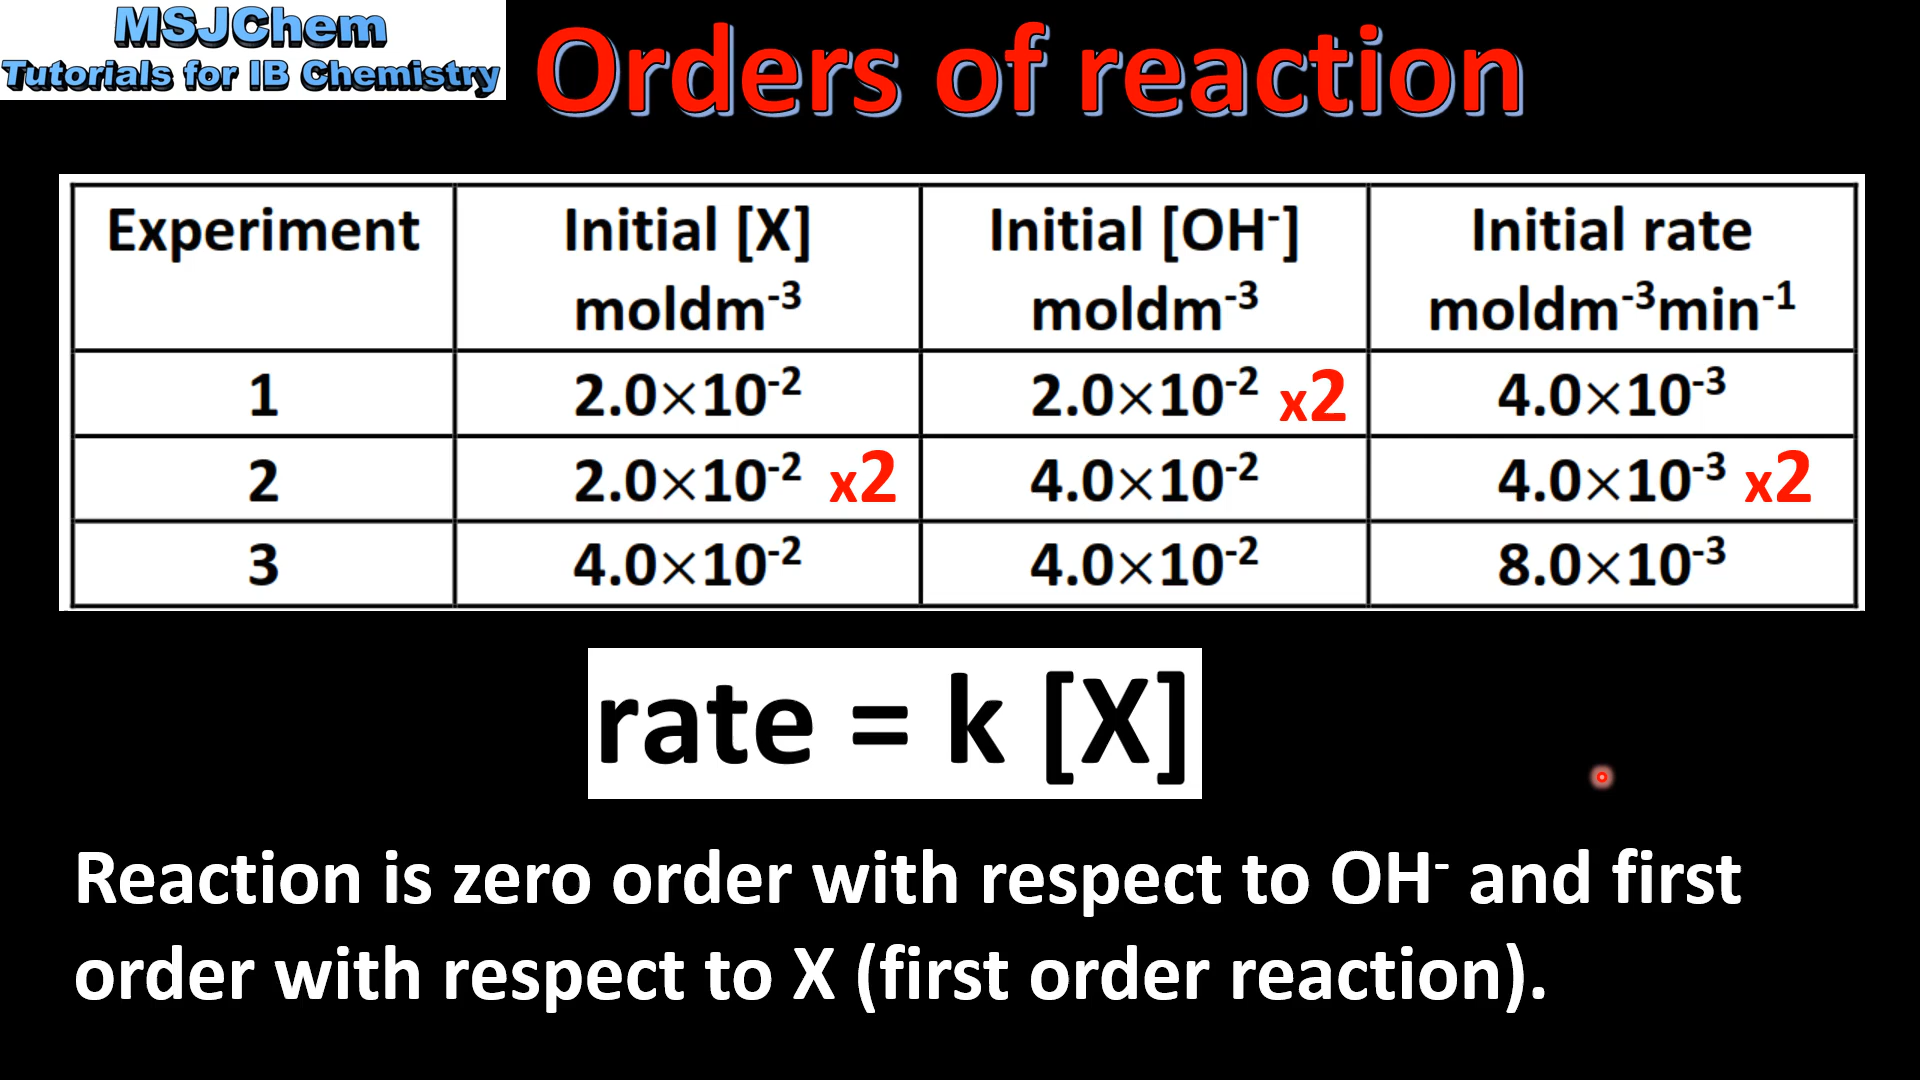 MSJChem
Tutorials for IB Chemistry
Orders of reaction
Experiment Initial [X] Initial [OH⁻] Initial rate
moldm⁻³ moldm⁻³ moldm⁻³min⁻¹
1 2.0×10⁻² 2.0×10⁻² x2 4.0×10⁻³
2 2.0×10⁻² x2 4.0×10⁻² 4.0×10⁻³ x2
3 4.0×10⁻² 4.0×10⁻² 8.0×10⁻³
rate = k [X]
Reaction is zero order with respect to OH⁻ and first
order with respect to X (first order reaction).